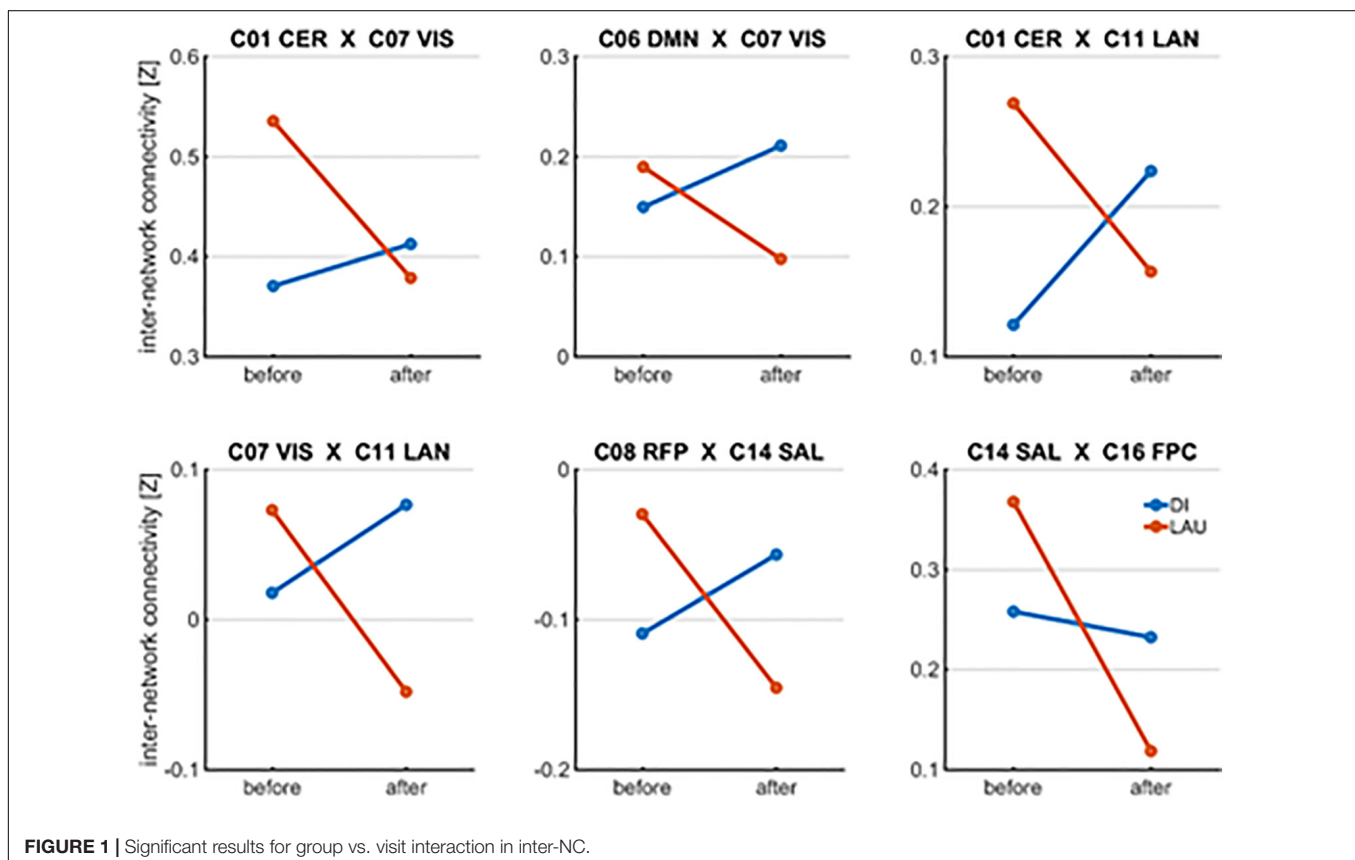 C01 CER X C07 VIS
C06 DMN X C07 VIS
C01 CER X C11 LAN
inter-network connectivity [Z]
0.6
0.5
0.4
0.3
before
after
0.3
0.2
0.1
0
before
after
0.3
0.2
0.1
before
after
C07 VIS X C11 LAN
C08 RFP X C14 SAL
C14 SAL X C16 FPC
inter-network connectivity [Z]
0.1
0
-0.1
before
after
0
-0.1
-0.2
before
after
0.4
0.3
0.2
0.1
DI
LAU
before
after
FIGURE 1 | Significant results for group vs. visit interaction in inter-NC.